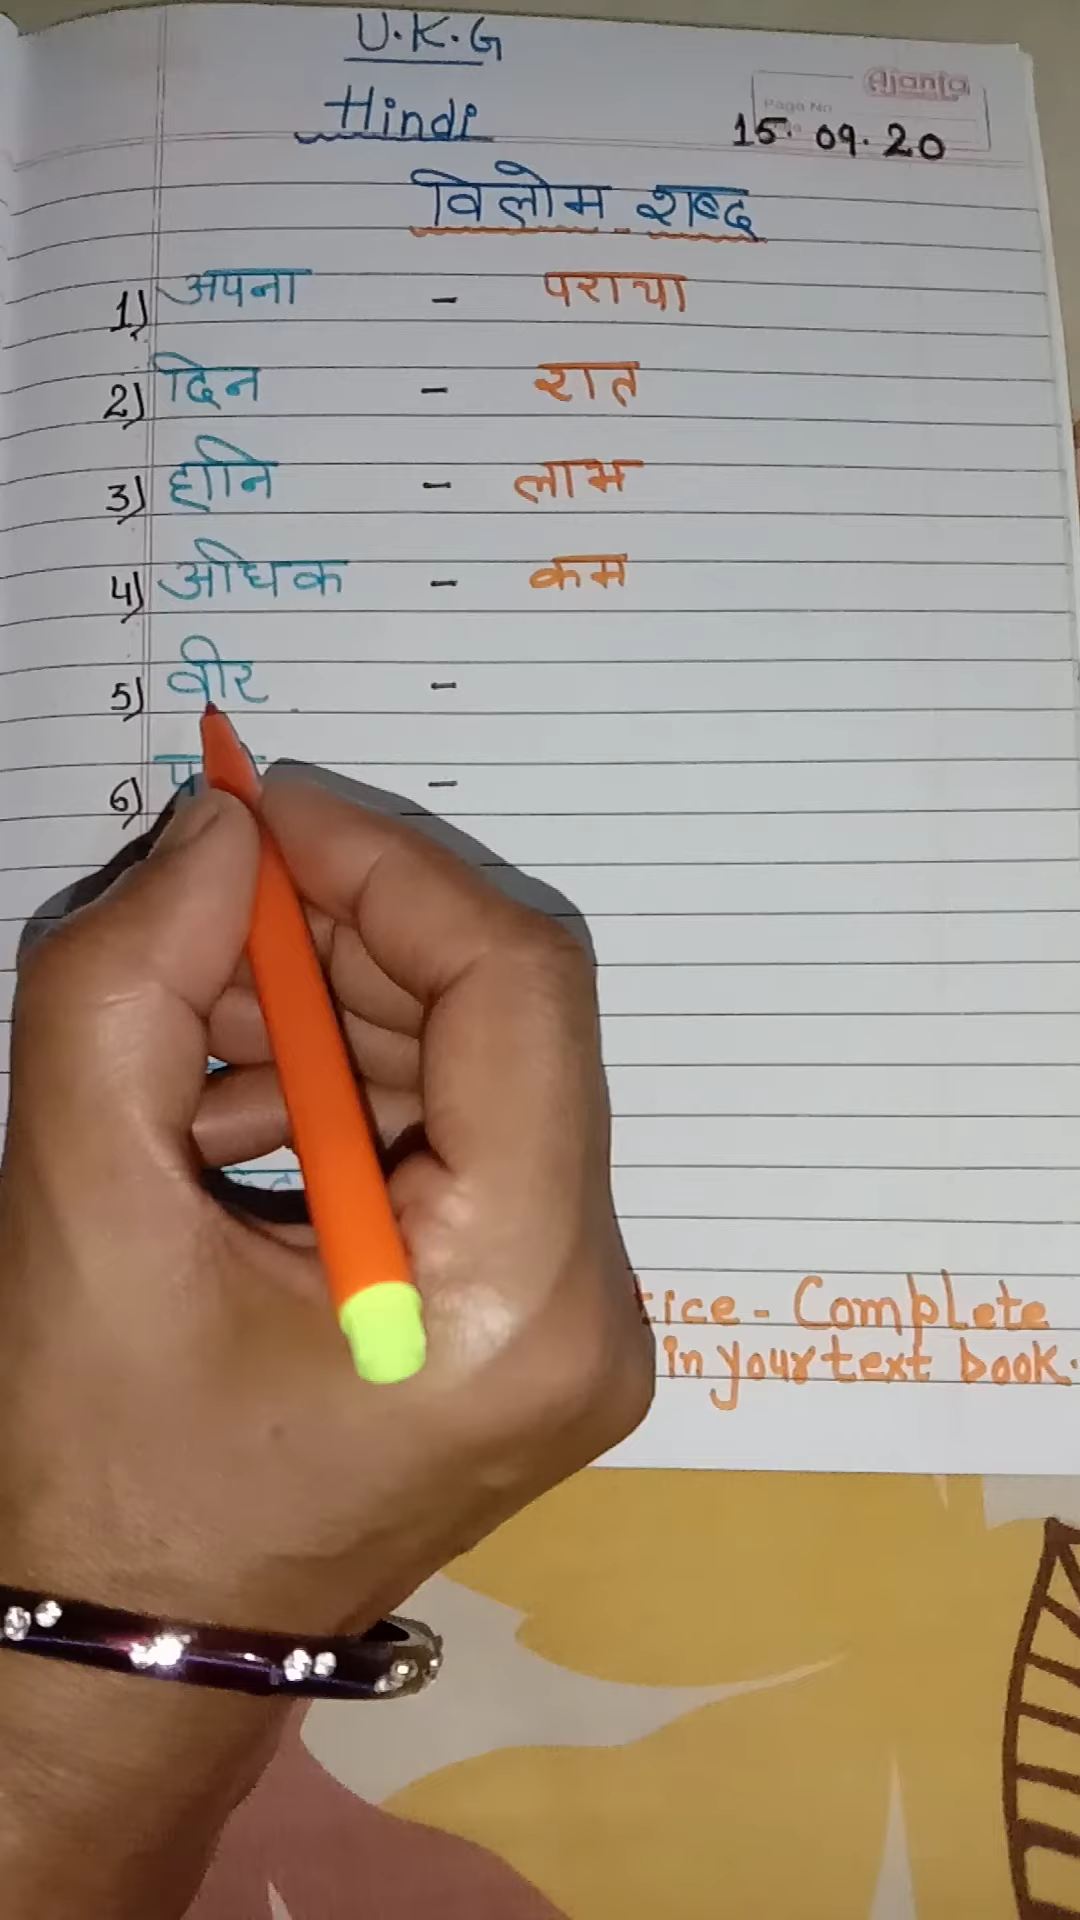 U.K.G
Hindi
Ajanta
Page No
15.09.20
विलोम शब्द
1) अपना - पराया
2) दिन - रात
3) हानि - लाभ
4) अधिक - कम
5) वीर -
6) -
Complete
in your text book.